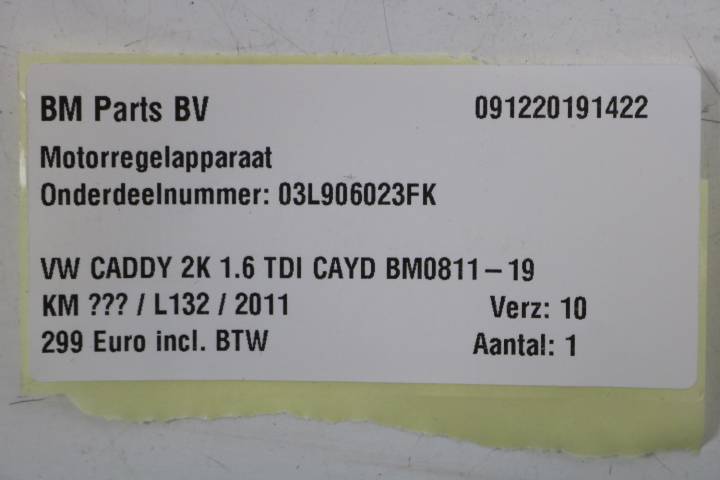 BM Parts BV 091220191422
Motorregelapparaat
Onderdeelnummer: 03L906023FK
VW CADDY 2K 1.6 TDI CAYD BM0811 – 19
KM ??? / L132 / 2011 Verz: 10
299 Euro incl. BTW Aantal: 1